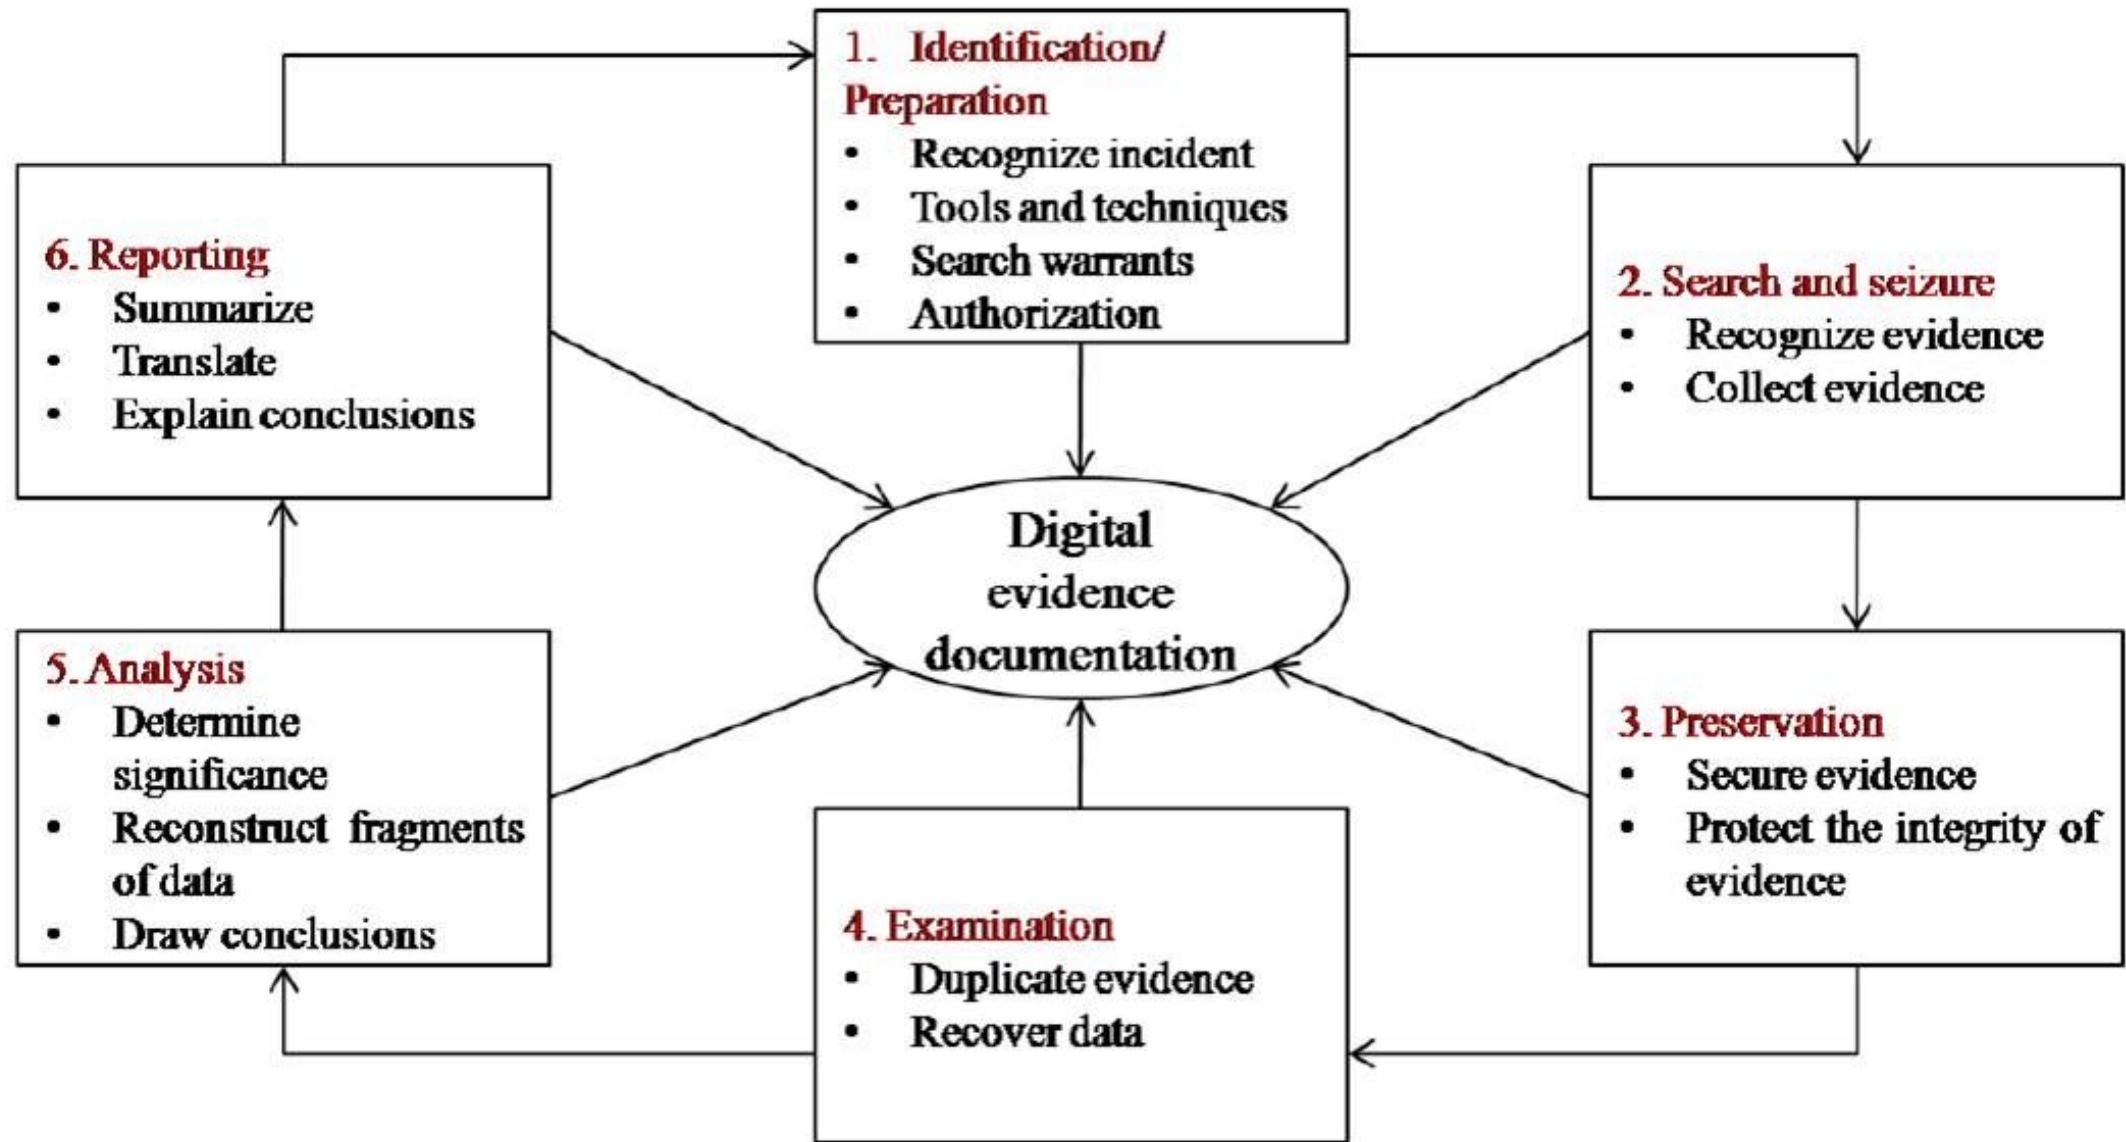 1. Identification/
Preparation
• Recognize incident
• Tools and techniques
• Search warrants
• Authorization
2. Search and seizure
• Recognize evidence
• Collect evidence
3. Preservation
• Secure evidence
• Protect the integrity of
evidence
4. Examination
• Duplicate evidence
• Recover data
5. Analysis
• Determine
significance
• Reconstruct fragments
of data
• Draw conclusions
6. Reporting
• Summarize
• Translate
• Explain conclusions
Digital
evidence
documentation